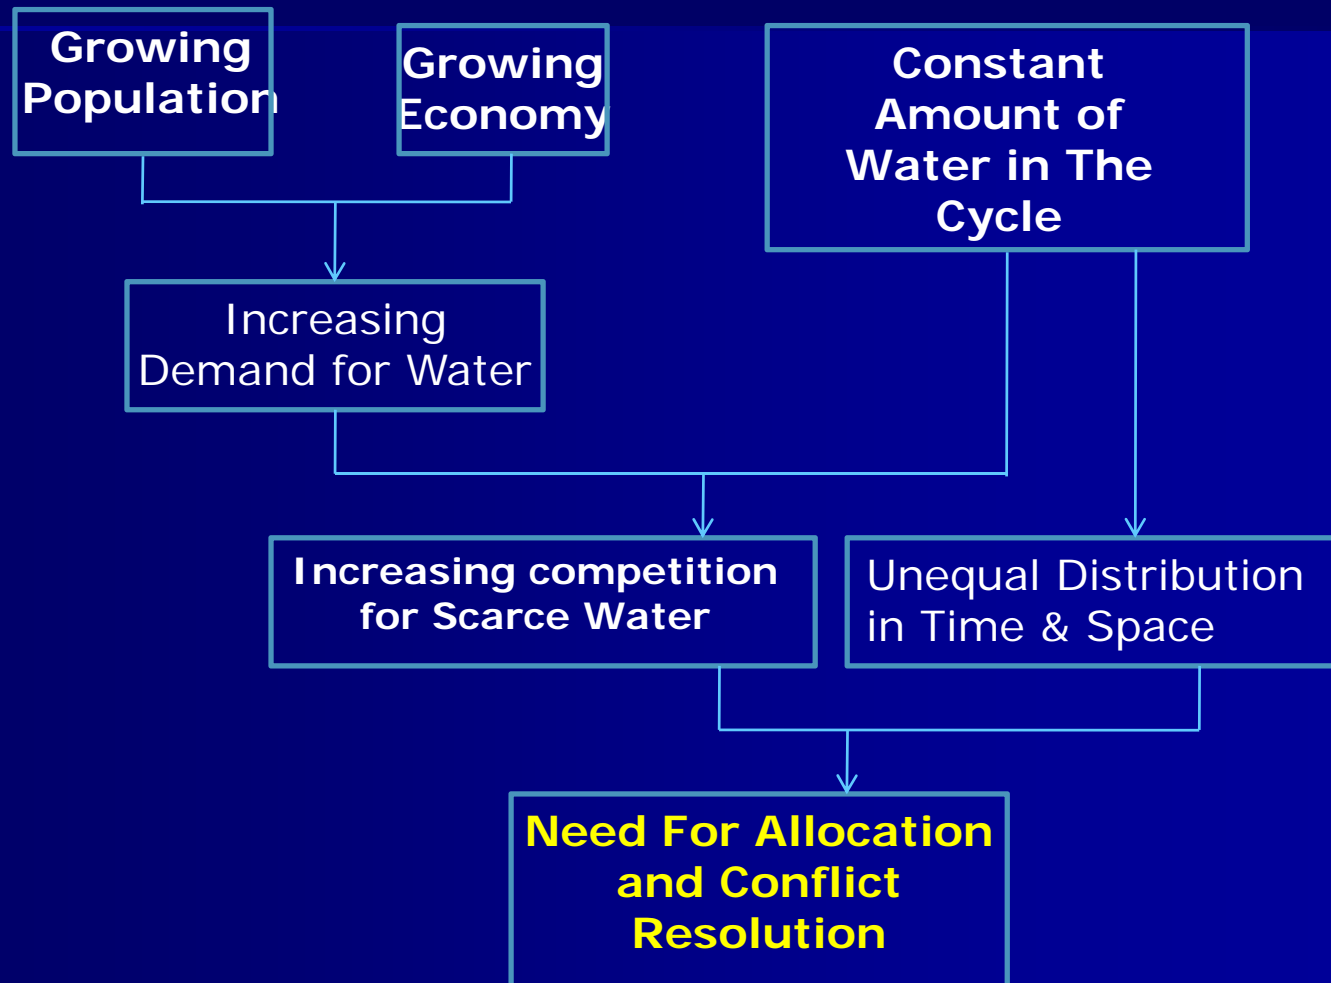 Growing
Population
Growing
Economy
Constant
Amount of
Water in The
Cycle
Increasing
Demand for Water
Increasing competition
for Scarce Water
Unequal Distribution
in Time & Space
Need For Allocation
and Conflict
Resolution